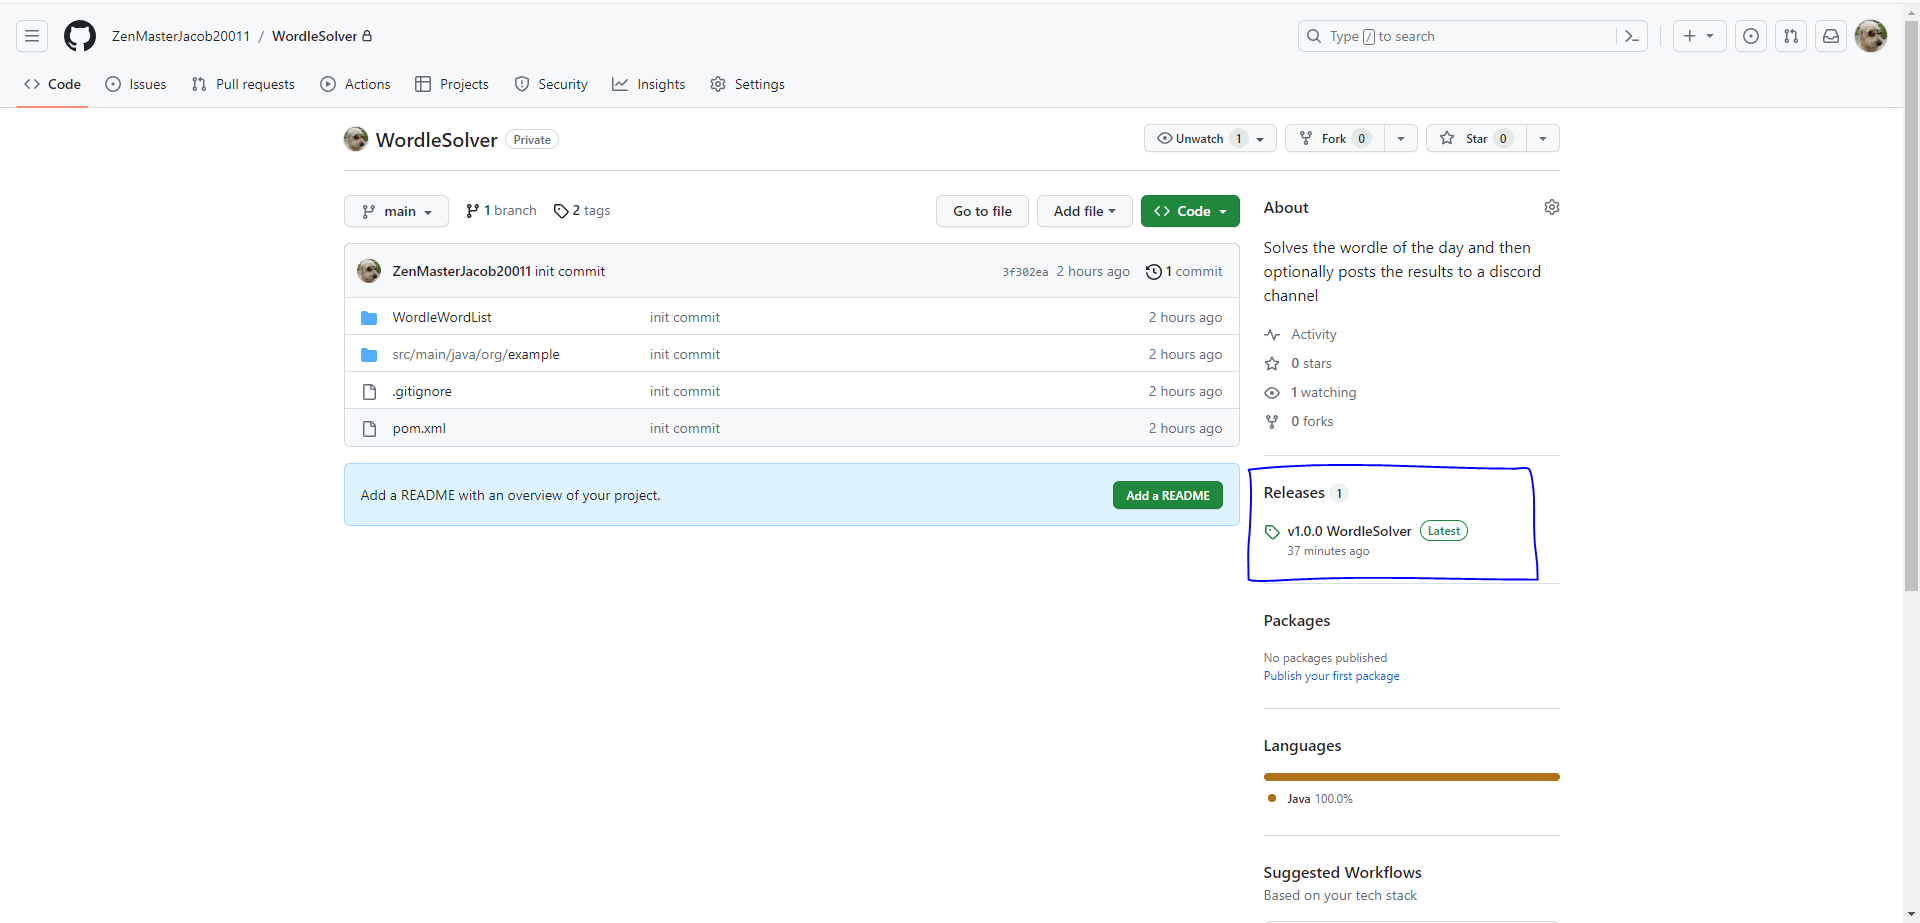 ZenMasterJacob20011 / WordleSolver
Type / to search
Code
Issues
Pull requests
Actions
Projects
Security
Insights
Settings
WordleSolver Private
Unwatch 1
Fork 0
Star 0
main
1 branch
2 tags
Go to file
Add file
Code
ZenMasterJacob20011 init commit
3f302ea 2 hours ago
1 commit
WordleWordList init commit 2 hours ago
src/main/java/org/example init commit 2 hours ago
.gitignore init commit 2 hours ago
pom.xml init commit 2 hours ago
Add a README with an overview of your project.
Add a README
About
Solves the wordle of the day and then
optionally posts the results to a discord
channel
Activity
0 stars
1 watching
0 forks
Releases 1
v1.0.0 WordleSolver Latest
37 minutes ago
Packages
No packages published
Publish your first package
Languages
Java 100.0%
Suggested Workflows
Based on your tech stack